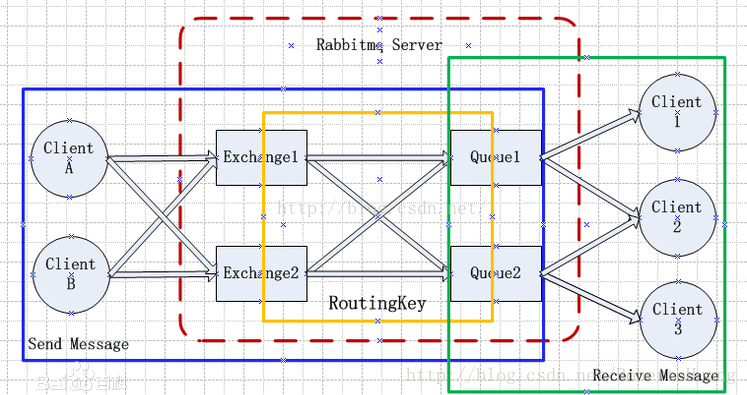 Rabbitmq Server
Client
A
Exchange1
Queue1
Client
1
http://blog.csdn.net/
Client
2
Client
B
Exchange2
Queue2
RoutingKey
Client
3
Send Message
Receive Message
Baidu百科
http://blog.csdn.net/